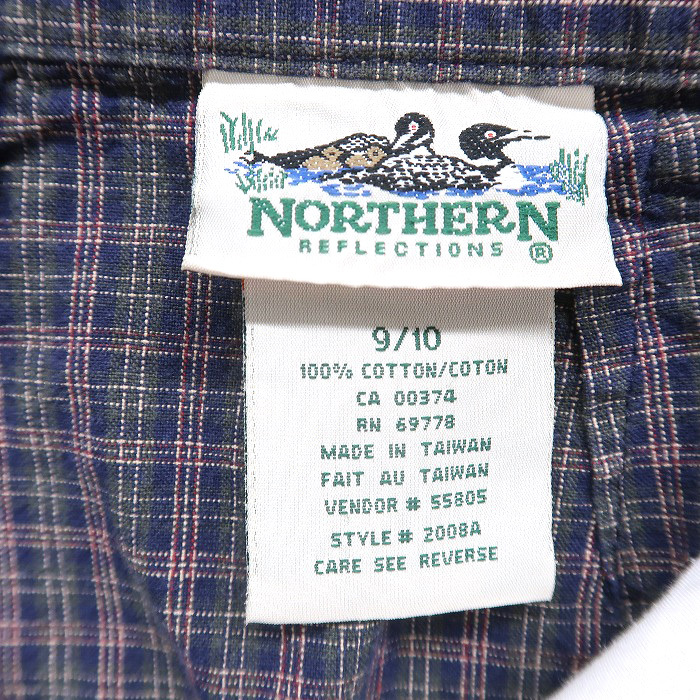 NORTHERN
REFLECTIONS ®
9/10
100% COTTON/COTON
CA 00374
RN 69778
MADE IN TAIWAN
FAIT AU TAIWAN
VENDOR # 55805
STYLE # 2008A
CARE SEE REVERSE